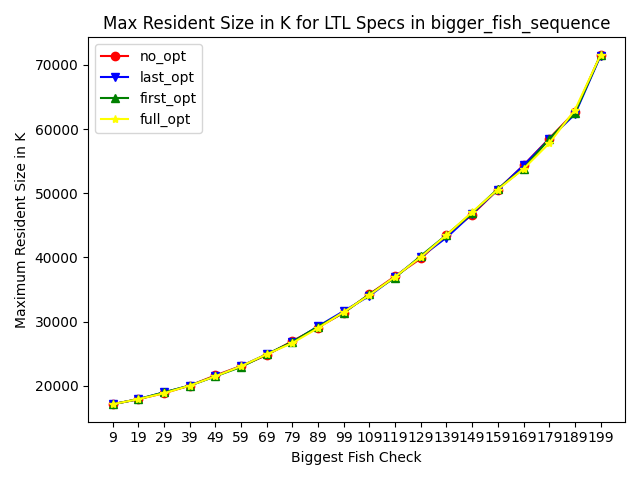 Max Resident Size in K for LTL Specs in bigger_fish_sequence
no_opt
last_opt
first_opt
full_opt
70000
60000
50000
40000
30000
20000
Maximum Resident Size in K
9 19 29 39 49 59 69 79 89 99 109 119 129 139 149 159 169 179 189 199
Biggest Fish Check